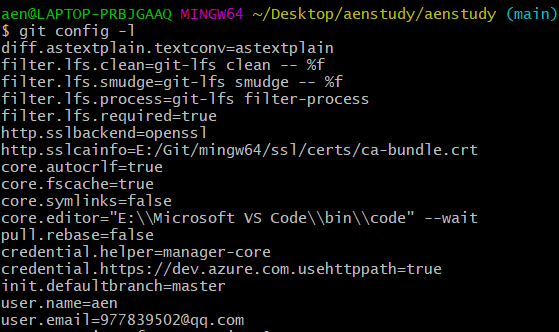 aen@LAPTOP-PRBJGAAQ MINGW64 ~/Desktop/aenstudy/aenstudy (main)
$ git config -l
diff.astextplain.textconv=astextplain
filter.lfs.clean=git-lfs clean -- %f
filter.lfs.smudge=git-lfs smudge -- %f
filter.lfs.process=git-lfs filter-process
filter.lfs.required=true
http.sslbackend=openssl
http.sslcainfo=E:/Git/mingw64/ssl/certs/ca-bundle.crt
core.autocrlf=true
core.fscache=true
core.symlinks=false
core.editor="E:\\Microsoft VS Code\\bin\\code" --wait
pull.rebase=false
credential.helper=manager-core
credential.https://dev.azure.com.usehttppath=true
init.defaultbranch=master
user.name=aen
user.email=977839502@qq.com